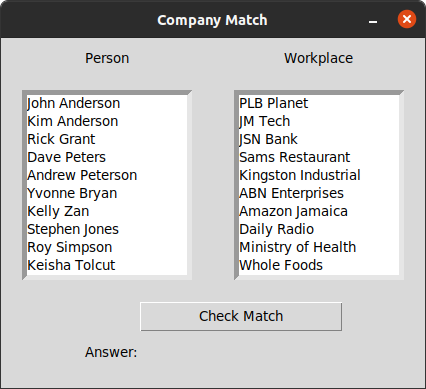 Company Match
Person
Workplace
John Anderson
Kim Anderson
Rick Grant
Dave Peters
Andrew Peterson
Yvonne Bryan
Kelly Zan
Stephen Jones
Roy Simpson
Keisha Tolcut
PLB Planet
JM Tech
JSN Bank
Sams Restaurant
Kingston Industrial
ABN Enterprises
Amazon Jamaica
Daily Radio
Ministry of Health
Whole Foods
Check Match
Answer: